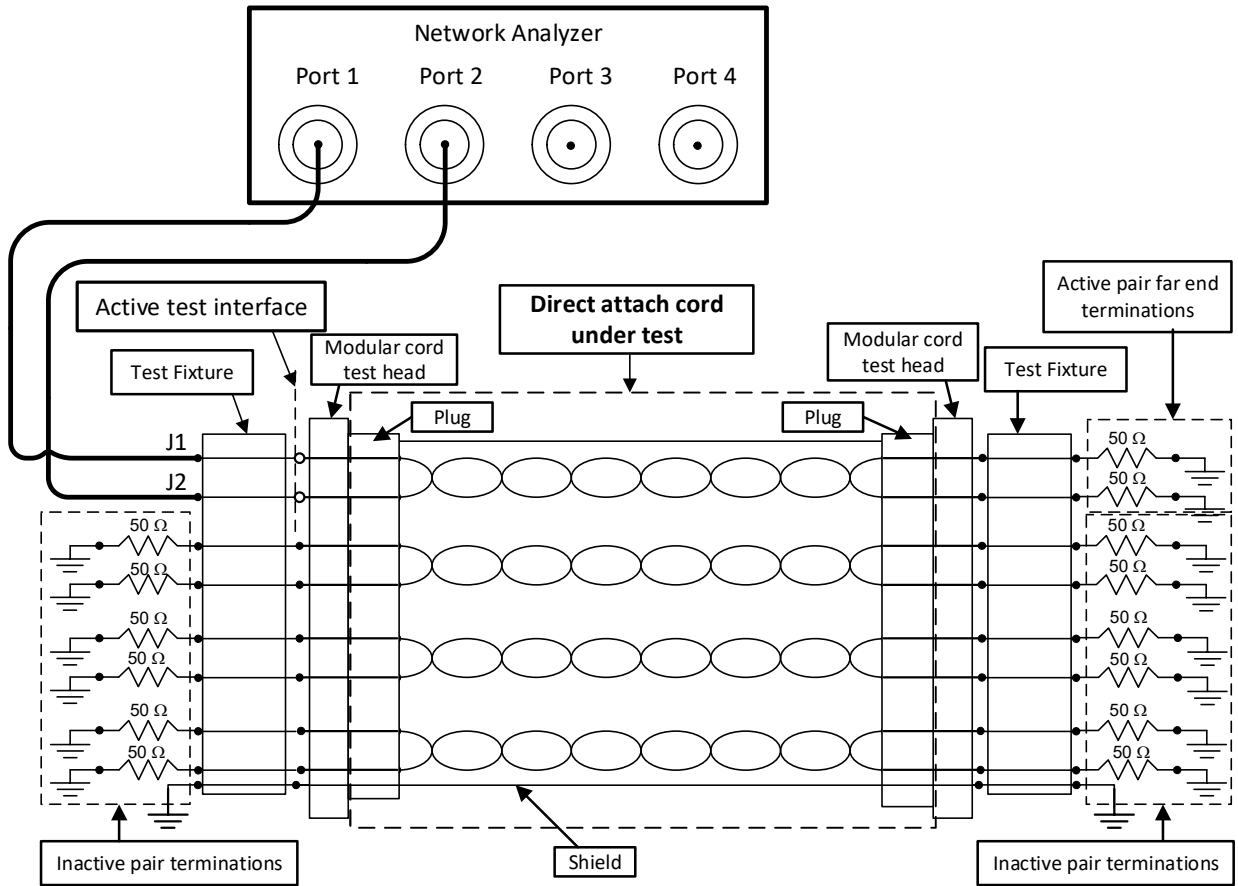 Network Analyzer
Port 1
Port 2
Port 3
Port 4
Active test interface
Direct attach cord
under test
Active pair far end
terminations
Modular cord
test head
Modular cord
test head
Test Fixture
Test Fixture
Plug
Plug
J1
J2
50 Ω
50 Ω
50 Ω
50 Ω
50 Ω
50 Ω
50 Ω
50 Ω
50 Ω
50 Ω
50 Ω
50 Ω
50 Ω
50 Ω
Inactive pair terminations
Shield
Inactive pair terminations